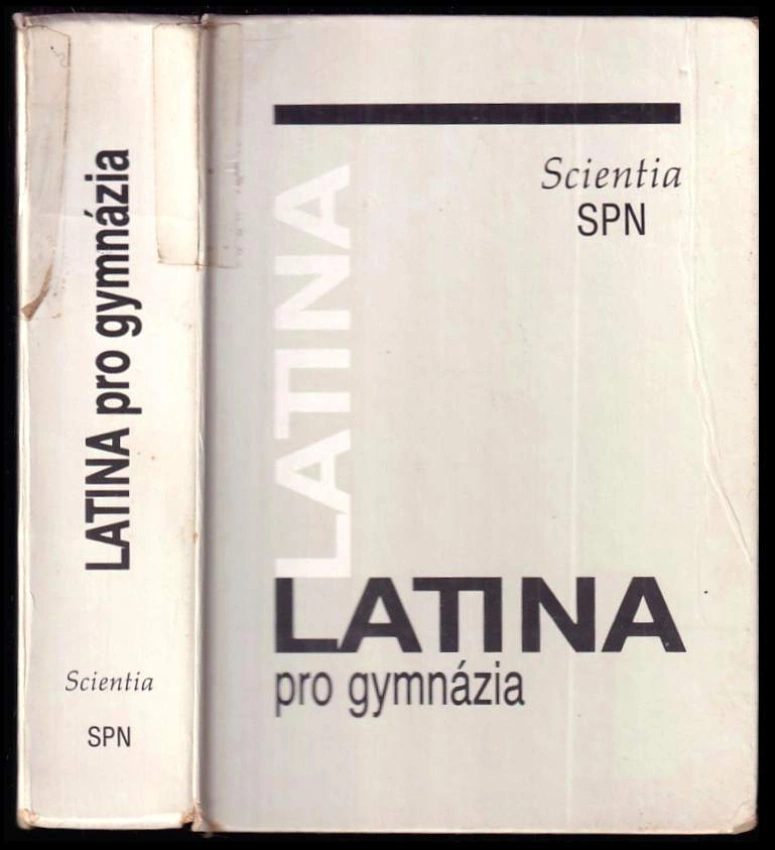 LATINA pro gymnázia
Scientia
SPN
Scientia
SPN
LATINA
LATINA
pro gymnázia